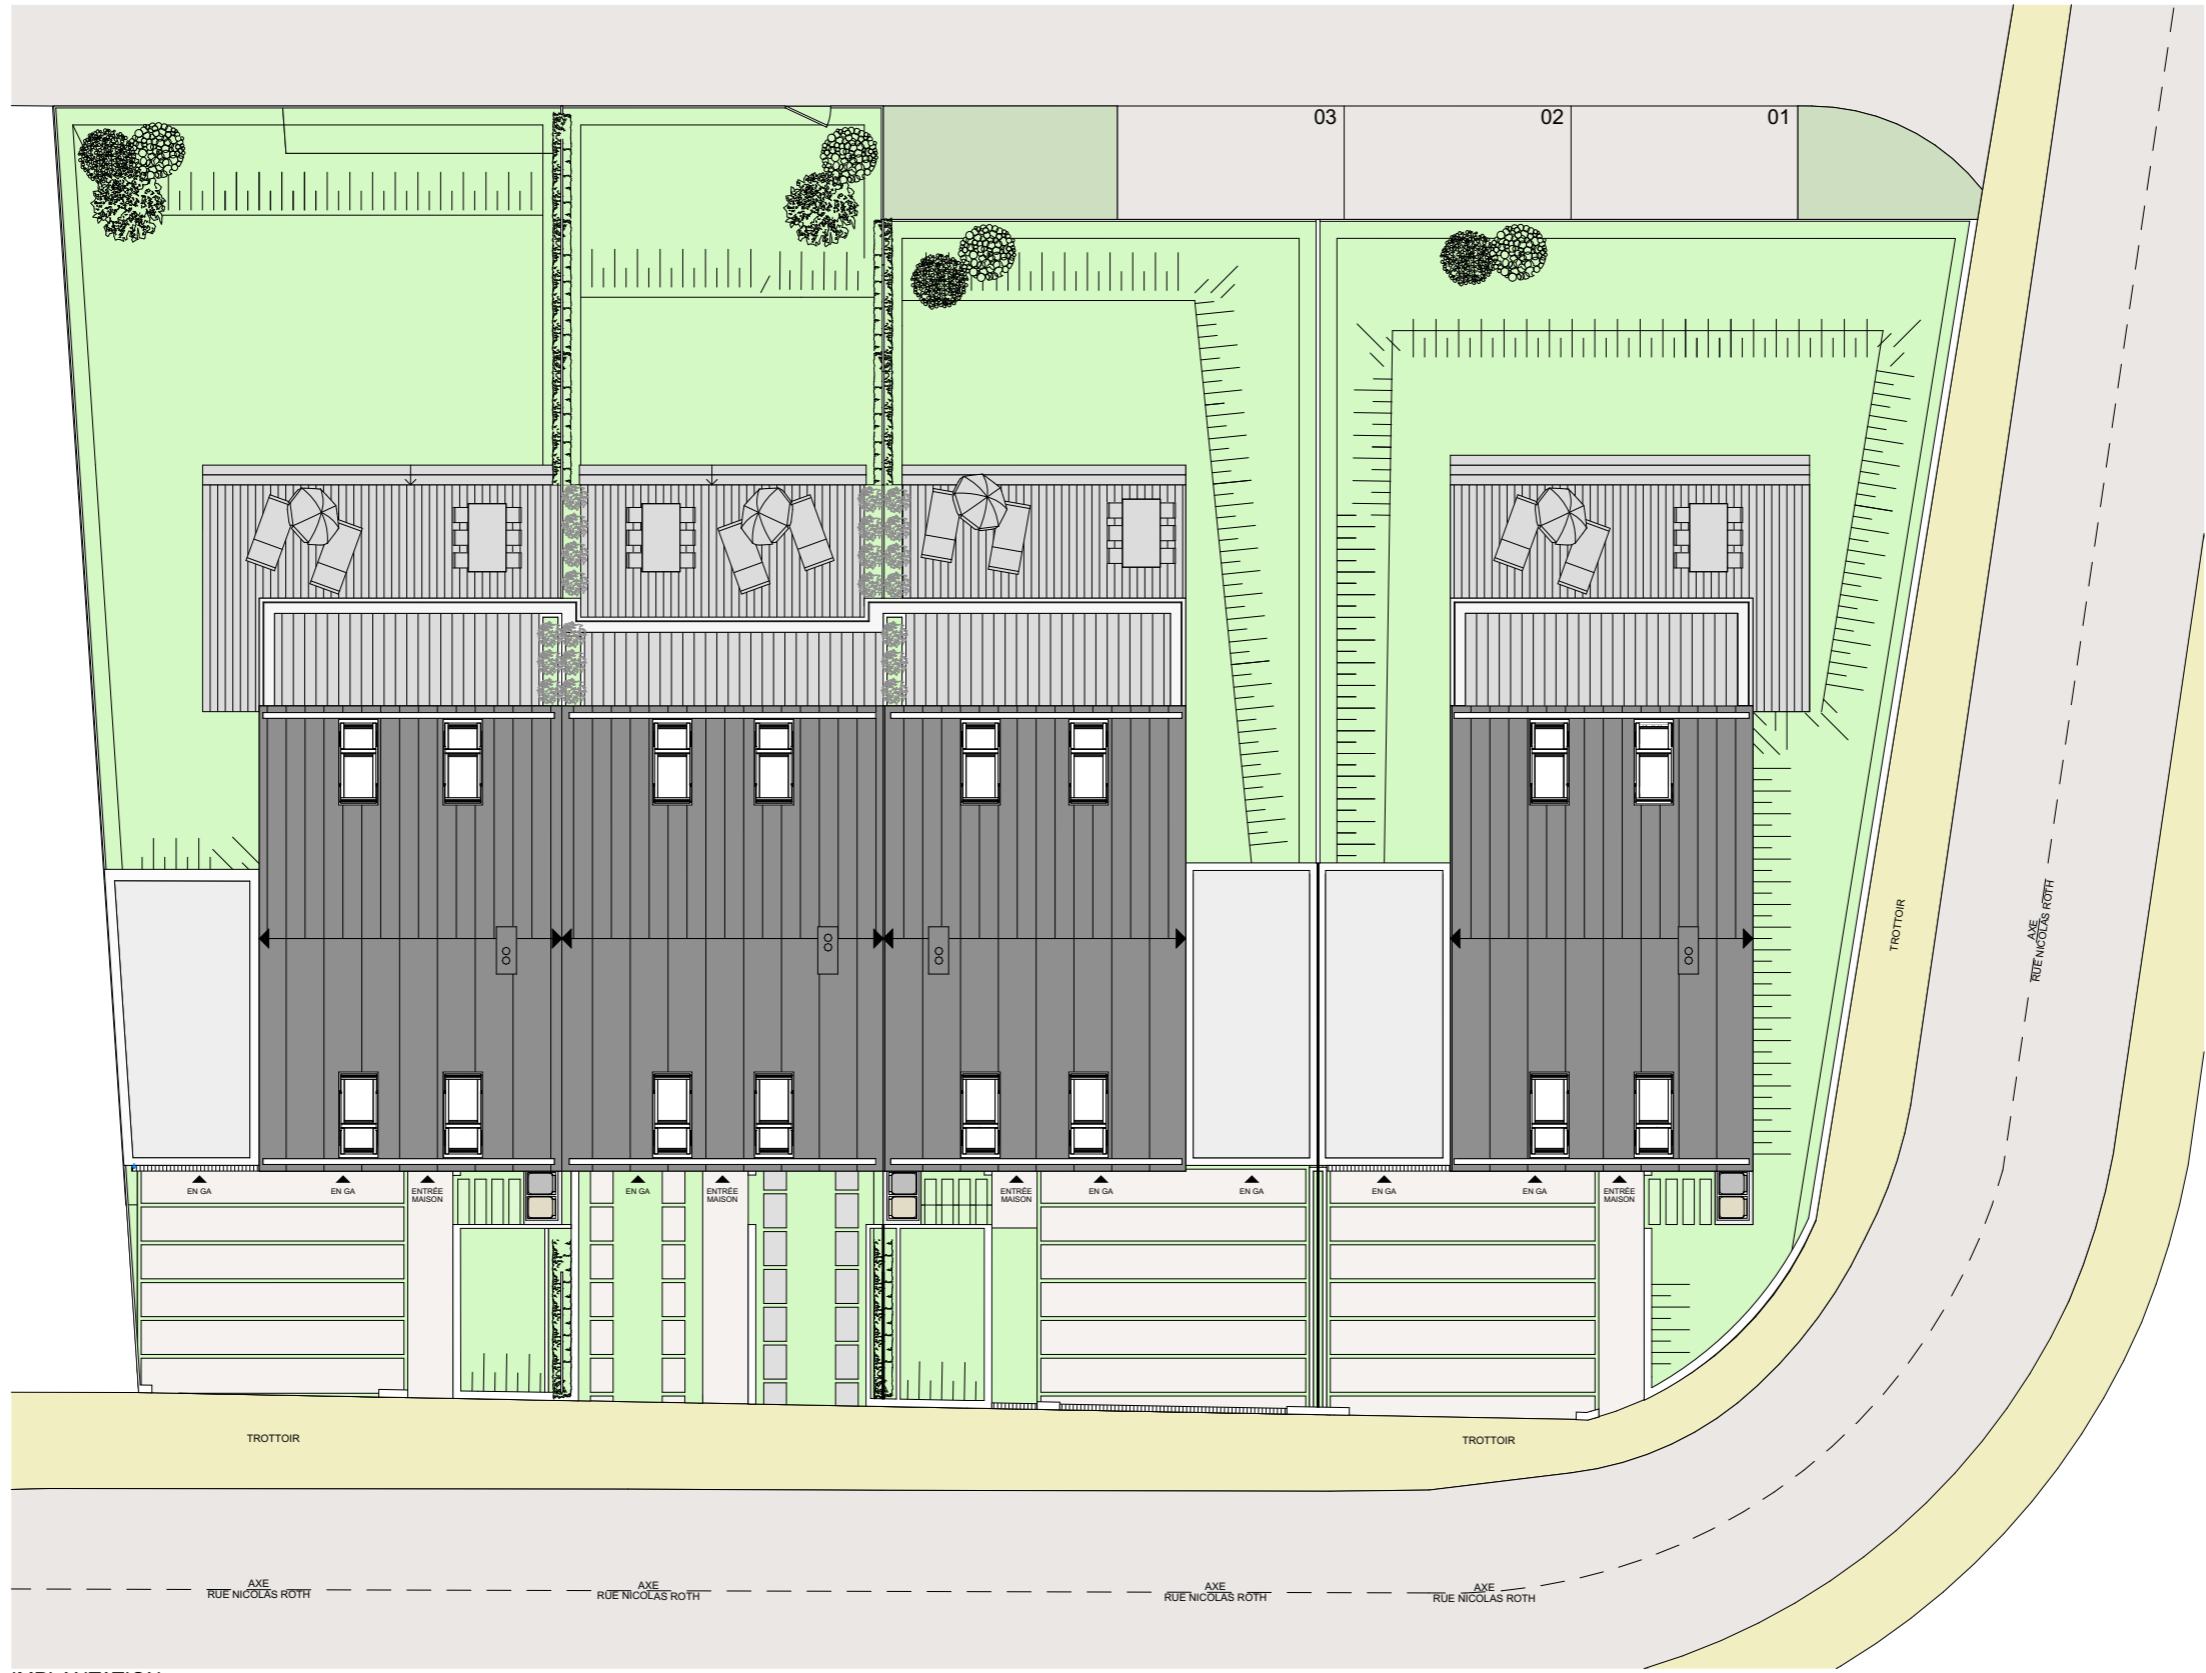 03
02
01
TROTTOIR
AXE
RUE NICOLAS ROTH
EN GA
EN GA
ENTRÉE
MAISON
EN GA
ENTRÉE
MAISON
ENTRÉE
MAISON
EN GA
EN GA
EN GA
EN GA
ENTRÉE
MAISON
TROTTOIR
TROTTOIR
AXE
RUE NICOLAS ROTH
AXE
RUE NICOLAS ROTH
AXE
RUE NICOLAS ROTH
AXE
RUE NICOLAS ROTH